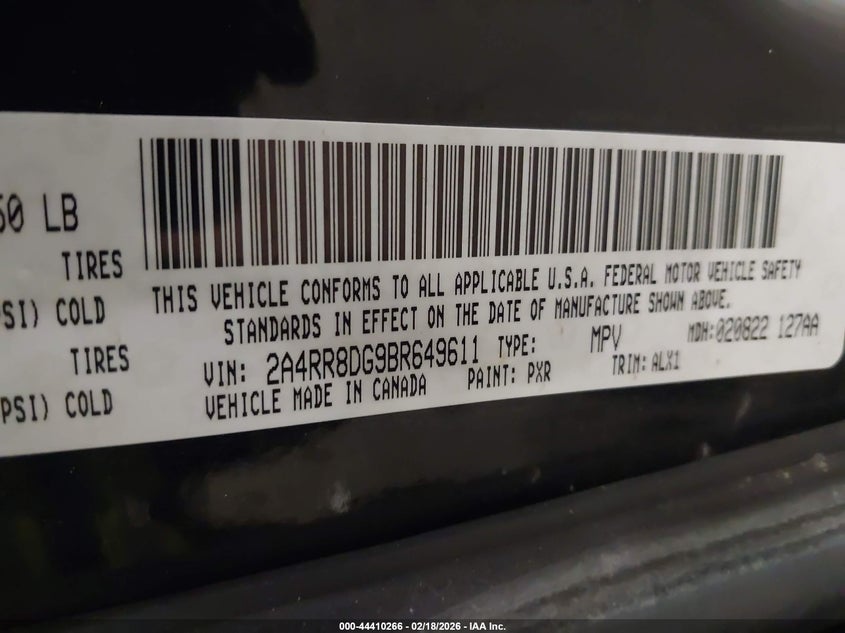 50 LB
TIRES
PSI) COLD
TIRES
PSI) COLD
THIS VEHICLE CONFORMS TO ALL APPLICABLE U.S.A. FEDERAL MOTOR VEHICLE SAFETY
STANDARDS IN EFFECT ON THE DATE OF MANUFACTURE SHOWN ABOVE.
VIN: 2A4RR8DG9BR649611 TYPE: MPV MDH:020822 127AA
VEHICLE MADE IN CANADA PAINT: PXR TRIM: ALX1
000-44410266 - 02/18/2026 - IAA Inc.